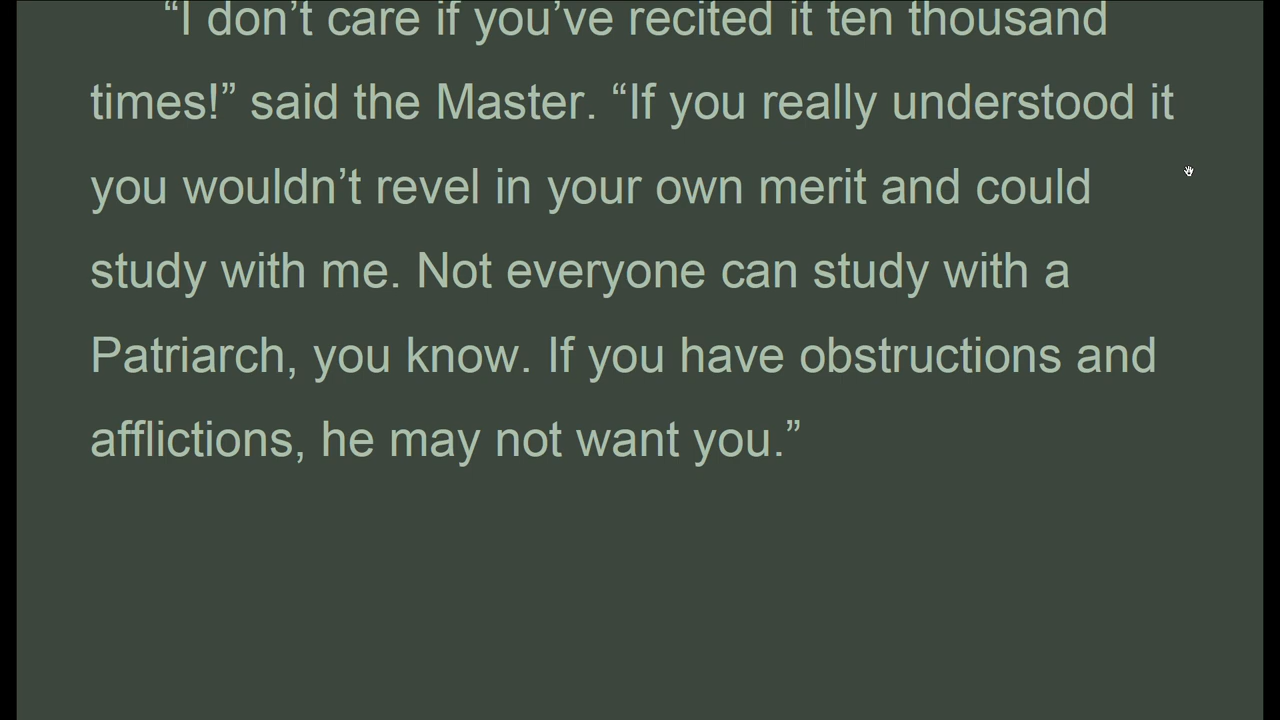 “I don’t care if you’ve recited it ten thousand
times!” said the Master. “If you really understood it
you wouldn’t revel in your own merit and could
study with me. Not everyone can study with a
Patriarch, you know. If you have obstructions and
afflictions, he may not want you.”